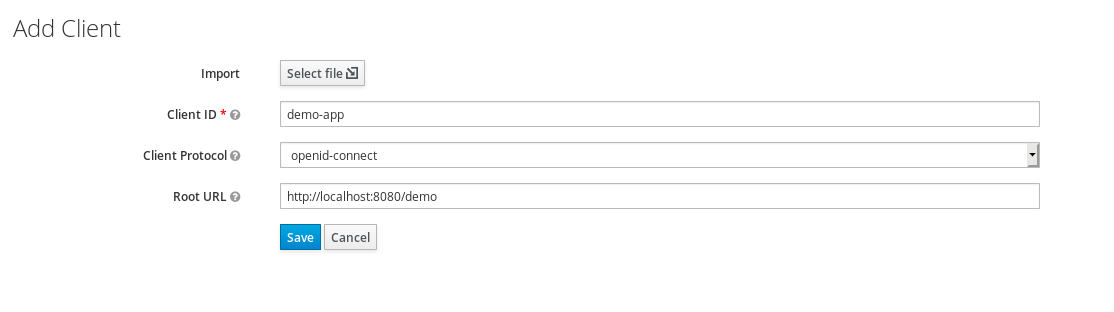 Add Client
Import Select file
Client ID * demo-app
Client Protocol openid-connect
Root URL http://localhost:8080/demo
Save Cancel